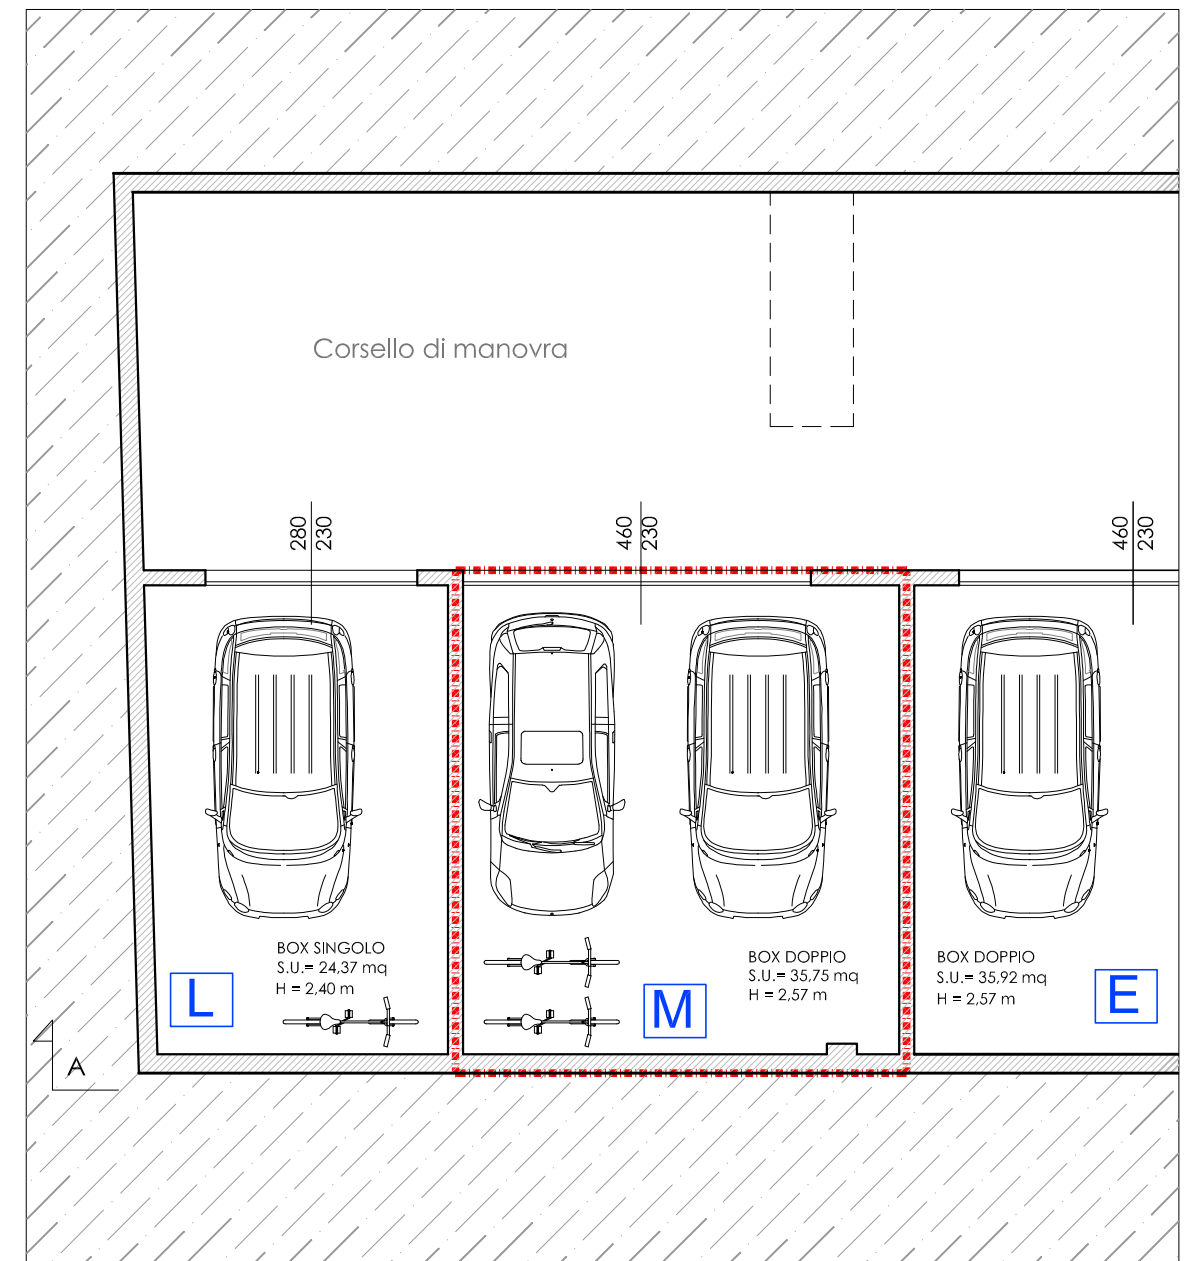 Corsello di manovra
280
230
460
230
460
230
BOX SINGOLO
S.U.= 24,37 mq
H = 2,40 m
L
BOX DOPPIO
S.U.= 35,75 mq
H = 2,57 m
M
BOX DOPPIO
S.U.= 35,92 mq
H = 2,57 m
E
A